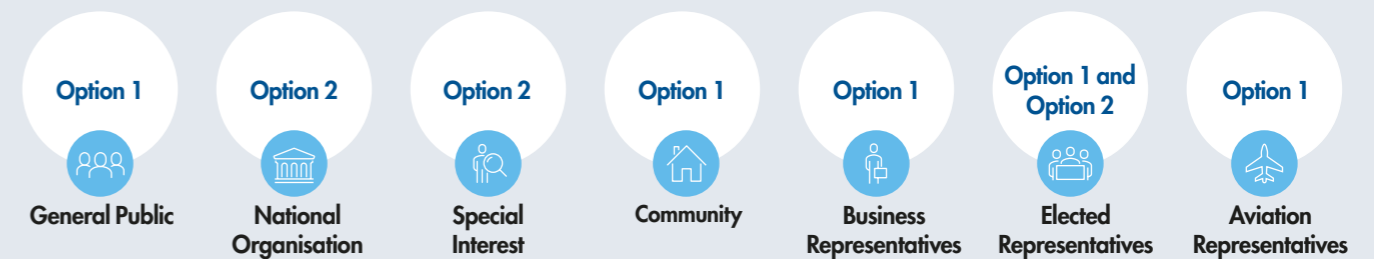 Option 1
General Public
Option 2
National
Organisation
Option 2
Special
Interest
Option 1
Community
Option 1
Business
Representatives
Option 1 and
Option 2
Elected
Representatives
Option 1
Aviation
Representatives